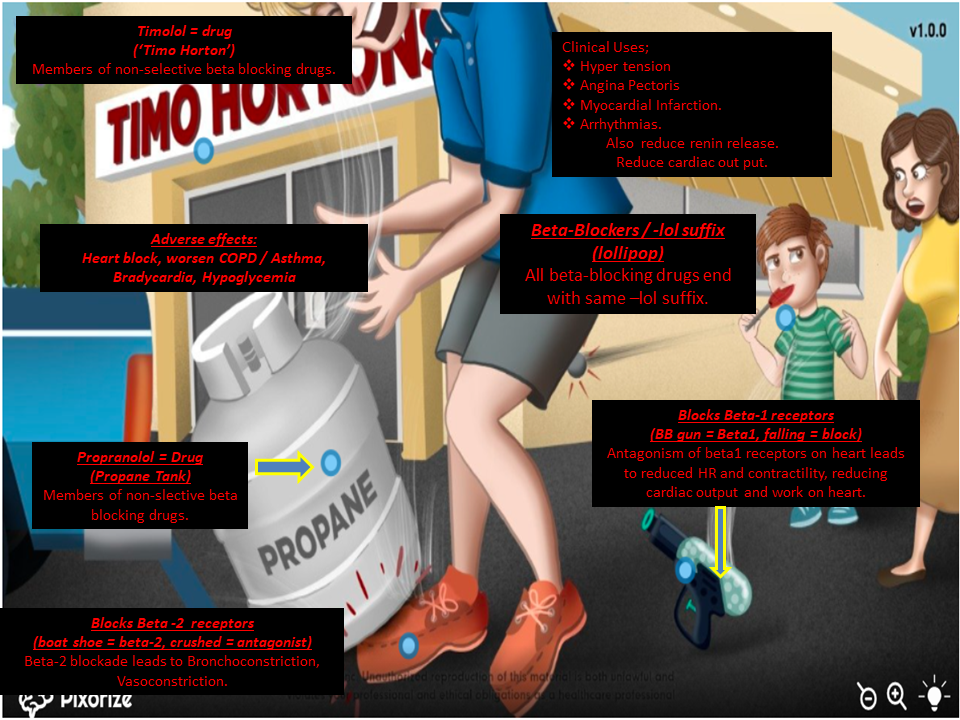 Timolol = drug
(‘Timo Horton’)
Members of non-selective beta blocking drugs.
v1.0.0
Clinical Uses;
❖ Hyper tension
❖ Angina Pectoris
❖ Myocardial Infarction.
❖ Arrhythmias.
Also reduce renin release.
Reduce cardiac out put.
TIMO HORTONS
Adverse effects:
Heart block, worsen COPD / Asthma,
Bradycardia, Hypoglycemia
Beta-Blockers / -lol suffix
(lollipop)
All beta-blocking drugs end
with same –lol suffix.
Blocks Beta-1 receptors
(BB gun = Beta1, falling = block)
Antagonism of beta1 receptors on heart leads
to reduced HR and contractility, reducing
cardiac output and work on heart.
Propranolol = Drug
(Propane Tank)
Members of non-slective beta
blocking drugs.
PROPANE
Blocks Beta -2 receptors
(boat shoe = beta-2, crushed = antagonist)
Beta-2 blockade leads to Bronchoconstriction,
Vasoconstriction.
Unauthorized reproduction of this material is both unlawful and
professional and ethical obligations as a healthcare professional
Pixorize